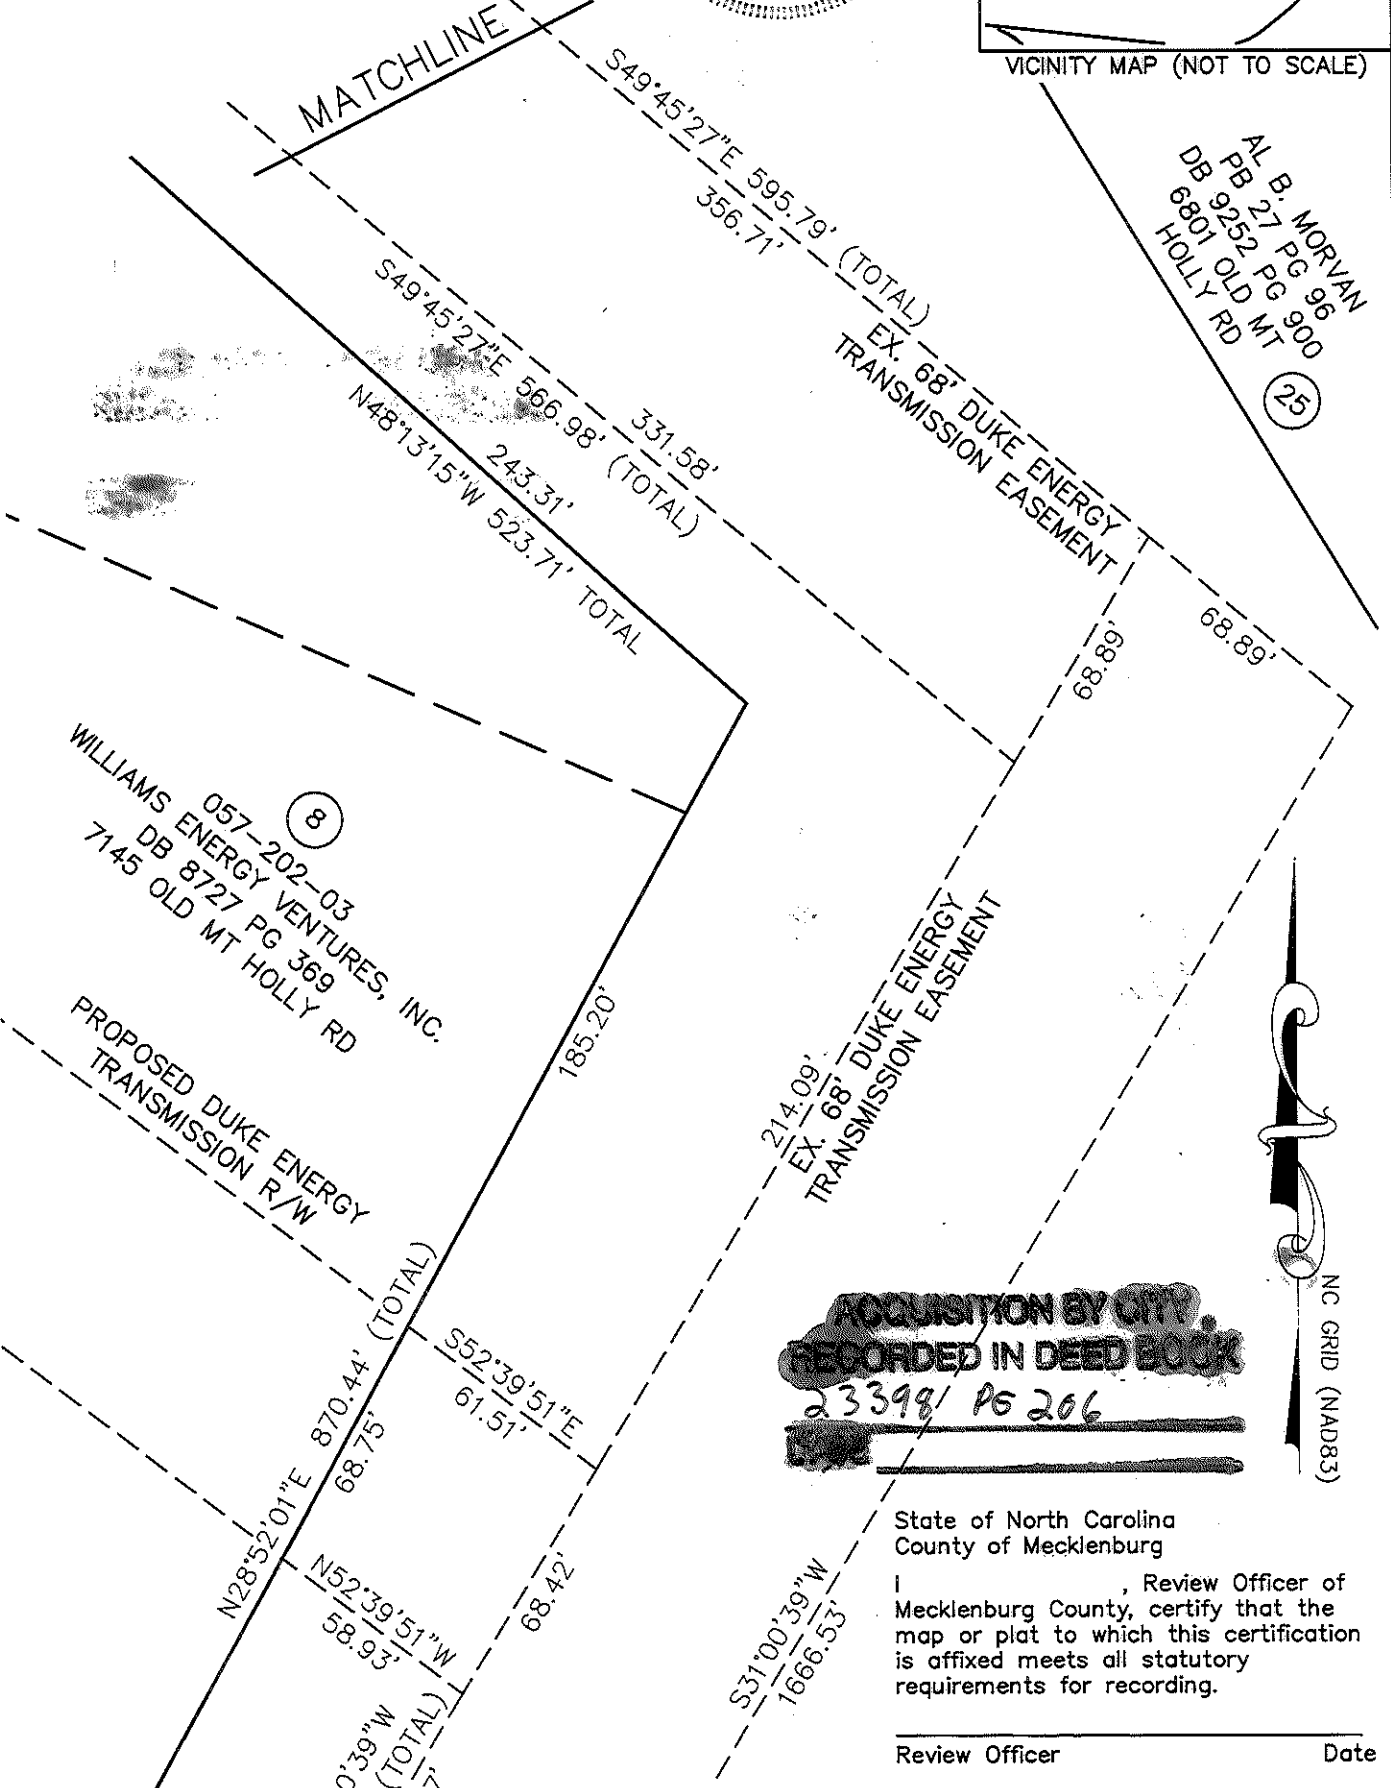 VICINITY MAP (NOT TO SCALE)
MATCHLINE
S49°45'27"E 595.79' (TOTAL)
356.71'
AL B. MORVAN
PB 27 PG 96
DB 9252 PG 900
6801 OLD MT
HOLLY RD
25
S49°45'27"E 566.98' (TOTAL)
331.58'
EX. 68' DUKE ENERGY
TRANSMISSION EASEMENT
243.31'
N48°13'15"W 523.71' TOTAL
68.89'
68.89'
8
057-202-03
WILLIAMS ENERGY VENTURES, INC.
DB 8727 PG 369
7145 OLD MT HOLLY RD
185.20'
214.09'
EX. 68' DUKE ENERGY
TRANSMISSION EASEMENT
PROPOSED DUKE ENERGY
TRANSMISSION R/W
N28°52'01"E 870.44' (TOTAL)
68.75'
S52°39'51"E
61.51'
N52°39'51"W
58.93'
68.42'
0'39"W
(TOTAL)
S31°00'39"W
1666.53'
NC GRID (NAD83)
ACQUISITION BY CITY
RECORDED IN DEED BOOK
23398/ PG 206
State of North Carolina
County of Mecklenburg
I , Review Officer of
Mecklenburg County, certify that the
map or plat to which this certification
is affixed meets all statutory
requirements for recording.
Review Officer Date